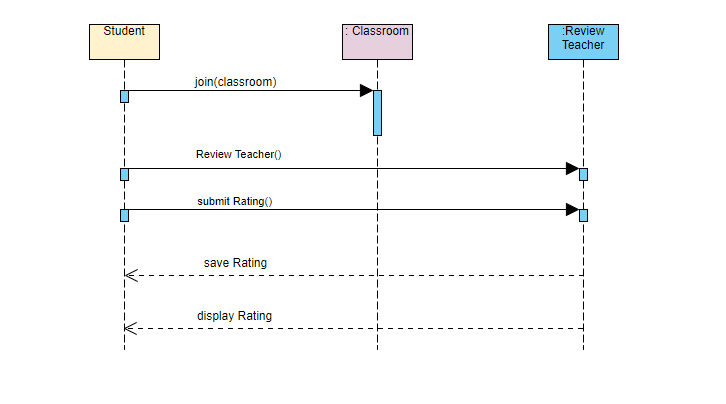 Student
: Classroom
:Review
Teacher
join(classroom)
Review Teacher()
submit Rating()
save Rating
display Rating